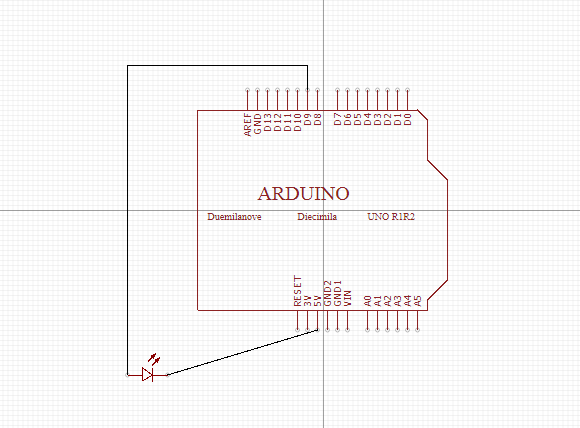 AREF
GND
D13
D12
D11
D10
D9
D8
D7
D6
D5
D4
D3
D2
D1
D0
ARDUINO
Duemilanove Diecimila UNO R1R2
RESET
3V
5V
GND2
GND1
VIN
A0
A1
A2
A3
A4
A5